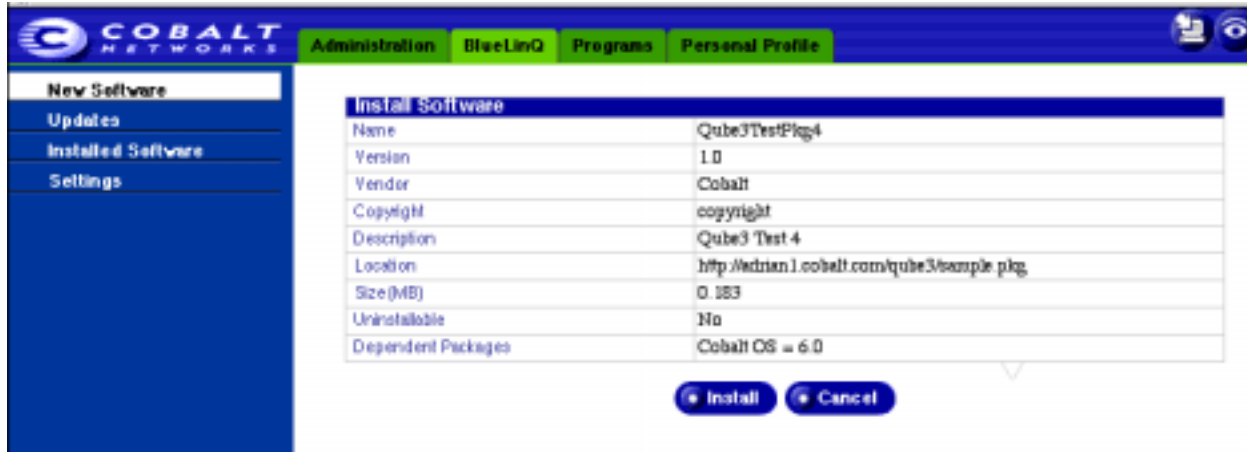 COBALT
NETWORKS
Administration BlueLinQ Programs Personal Profile
New Software
Updates
Installed Software
Settings
Install Software
Name Qube3TestPkg4
Version 1.0
Vendor Cobalt
Copyright copyright
Description Qube3 Test 4
Location http://adrian1.cobalt.com/qube3/sample.pkg
Size (MB) 0.183
Uninstallable No
Dependent Packages Cobalt OS = 6.0
Install Cancel